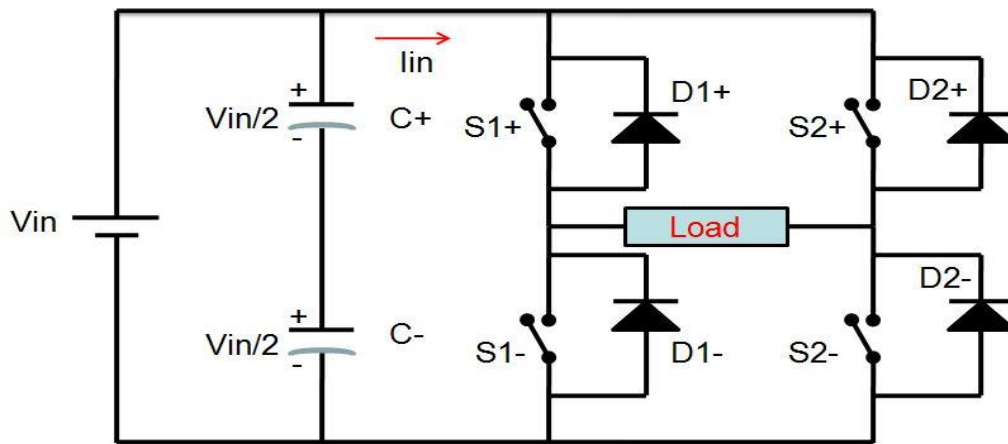 Iin
+
Vin/2
-
C+
S1+
D1+
S2+
D2+
Vin
Load
+
Vin/2
-
C-
S1-
D1-
S2-
D2-